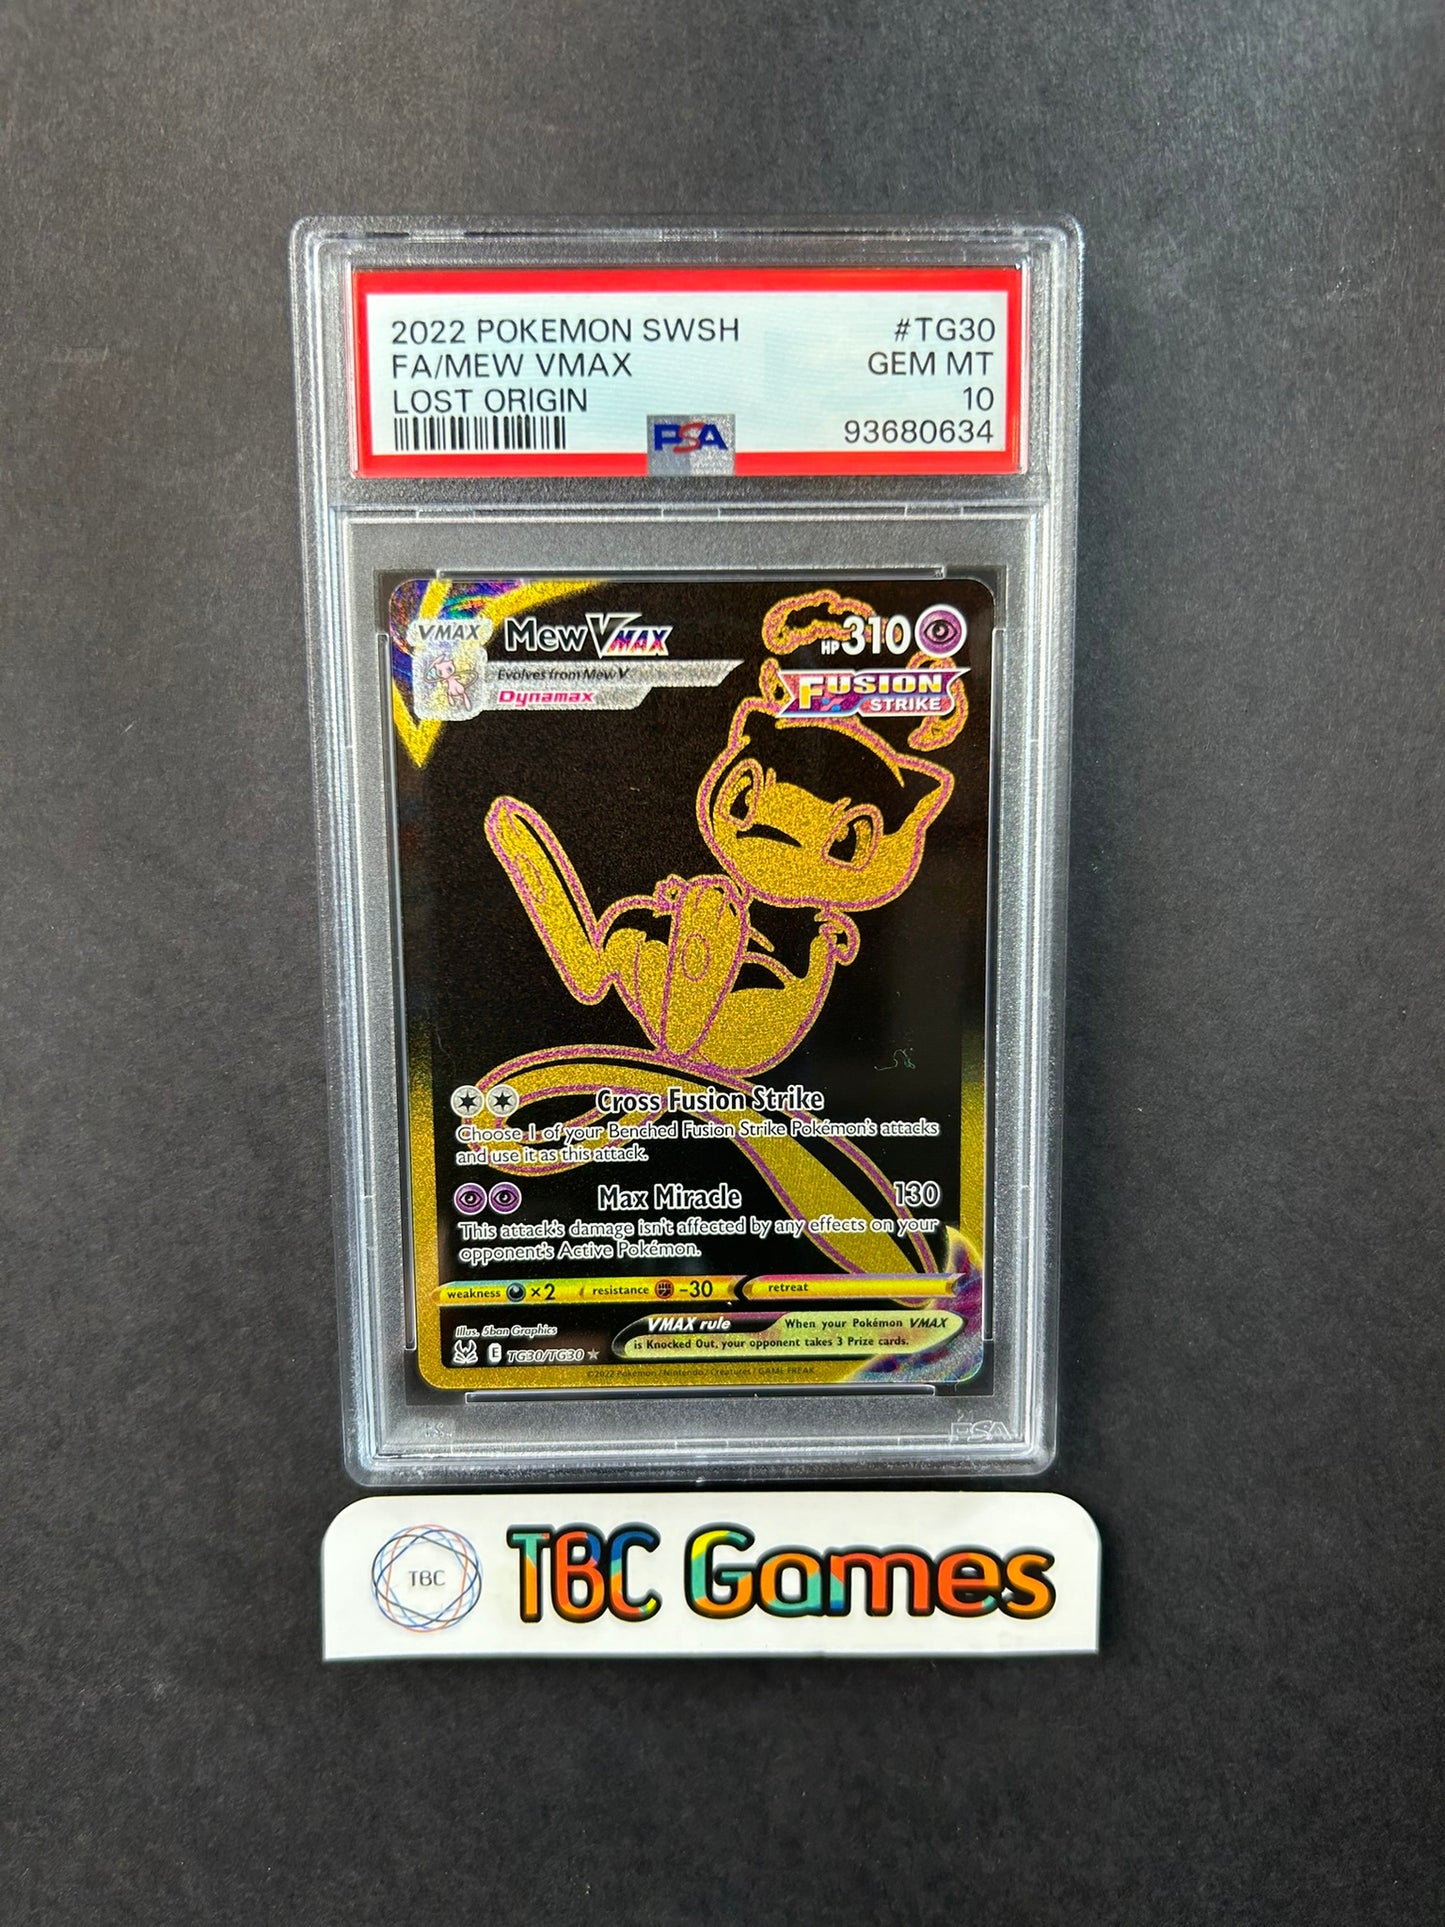 2022 POKEMON SWSH #TG30
FA/MEW VMAX GEM MT
LOST ORIGIN 10
PSA 93680634
VMAX Mew VMAX HP 310
Evolves from Mew V
Dynamax
FUSION
STRIKE
Cross Fusion Strike
Choose 1 of your Benched Fusion Strike Pokémon's attacks
and use it as this attack.
Max Miracle 130
This attack's damage isn't affected by any effects on your
opponent's Active Pokémon.
weakness ×2 resistance -30 retreat
VMAX rule When your Pokémon VMAX
is Knocked Out, your opponent takes 3 Prize cards.
Illus. 5ban Graphics
E TG30/TG30
©2022 Pokémon / Nintendo / Creatures / GAME FREAK
PSA
TBC TBC Games